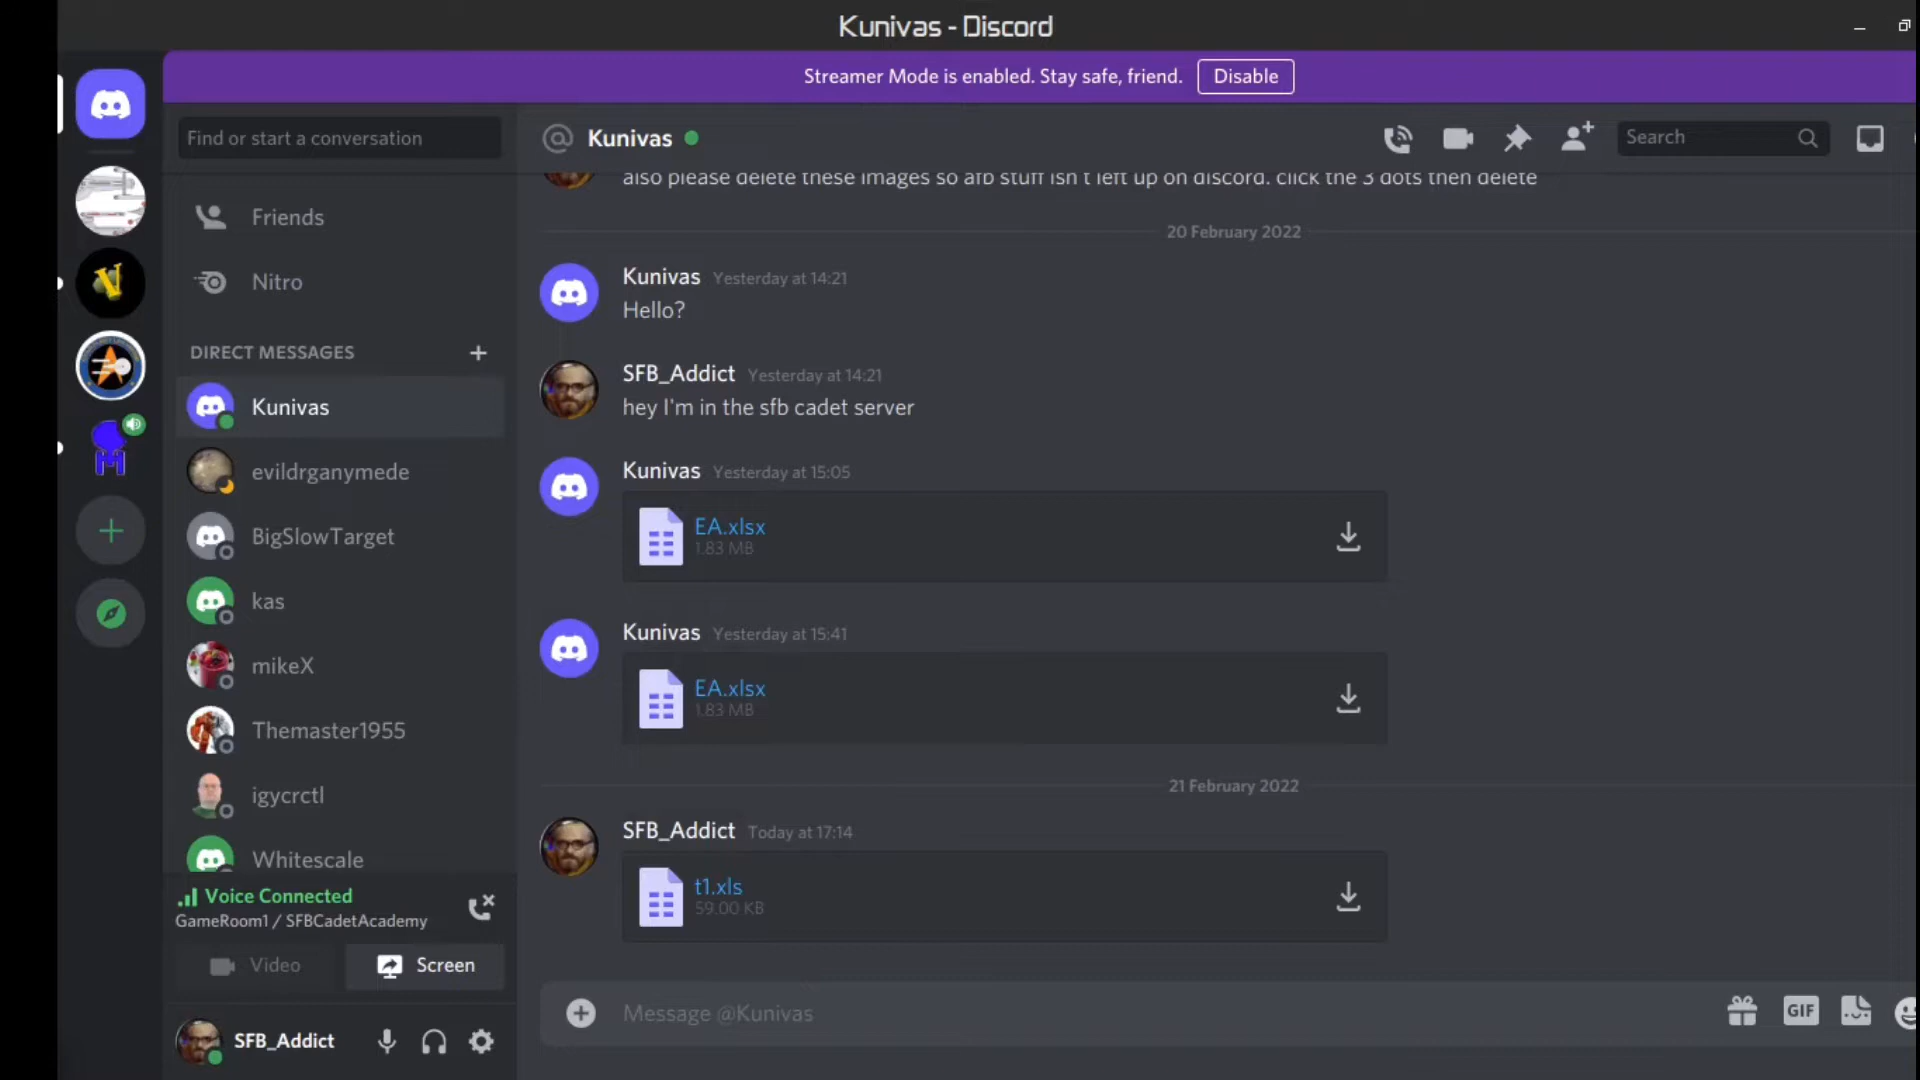 Kunivas - Discord
Streamer Mode is enabled. Stay safe, friend. Disable
Find or start a conversation
Friends
Nitro
DIRECT MESSAGES
Kunivas
evildrganymede
BigSlowTarget
kas
mikeX
Themaster1955
igycrctl
Whitescale
Voice Connected
GameRoom1 / SFBCadetAcademy
Video
Screen
SFB_Addict
Kunivas
Search
also please delete these images so afb stuff isn't left up on discord. click the 3 dots then delete
20 February 2022
Kunivas Yesterday at 14:21
Hello?
SFB_Addict Yesterday at 14:21
hey I'm in the sfb cadet server
Kunivas Yesterday at 15:05
EA.xlsx
1.83 MB
Kunivas Yesterday at 15:41
EA.xlsx
1.83 MB
21 February 2022
SFB_Addict Today at 17:14
t1.xls
59.00 KB
Message @Kunivas
GIF